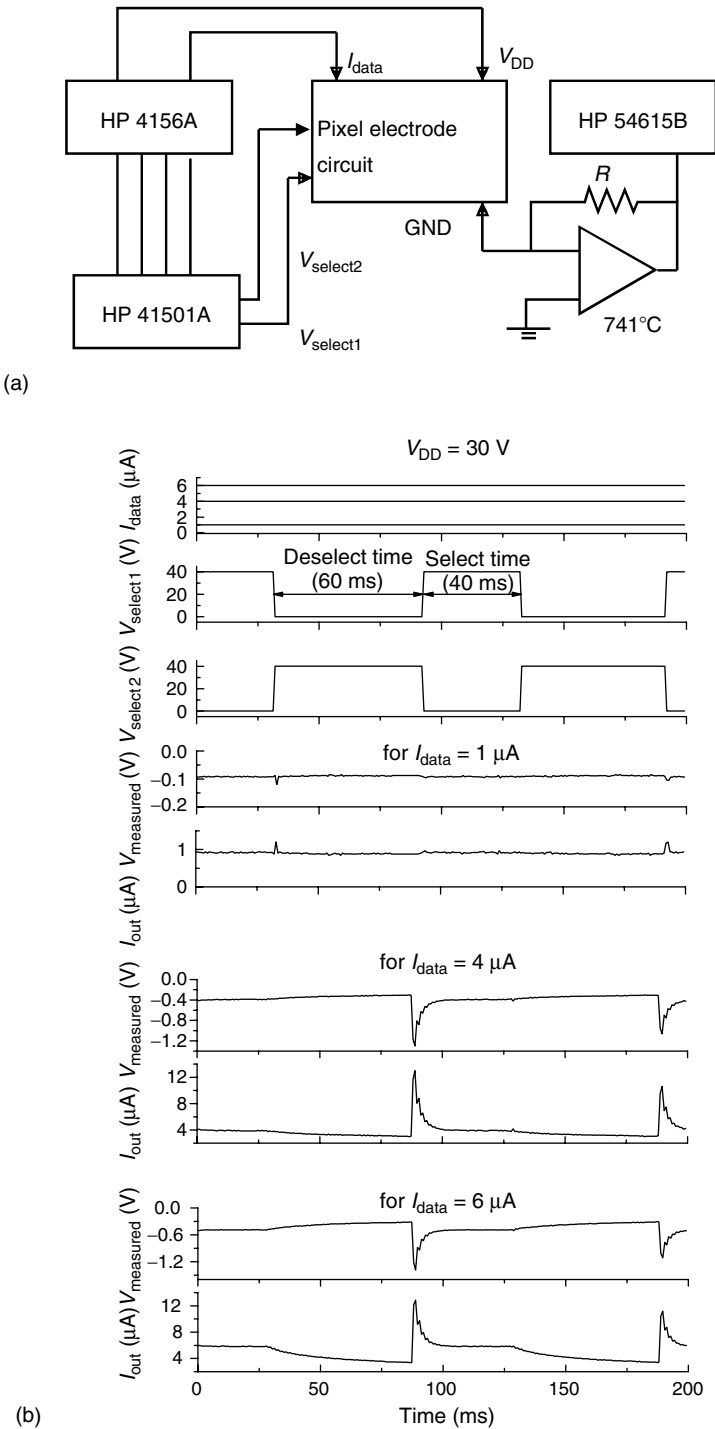 I_data
V_DD
HP 4156A
HP 54615B
Pixel electrode
circuit
R
GND
V_select2
HP 41501A
741°C
V_select1
(a)
V_DD = 30 V
I_data (μA)
6
4
2
0
V_select1 (V)
40
20
0
Deselect time
(60 ms)
Select time
(40 ms)
V_select2 (V)
40
20
0
for I_data = 1 μA
V_measured (V)
0.0
−0.1
−0.2
I_out (μA)
1
0
for I_data = 4 μA
V_measured (V)
0.0
−0.4
−0.8
−1.2
I_out (μA)
12
8
4
for I_data = 6 μA
V_measured (V)
0.0
−0.6
−1.2
I_out (μA)
12
8
4
0 50 100 150 200
Time (ms)
(b)